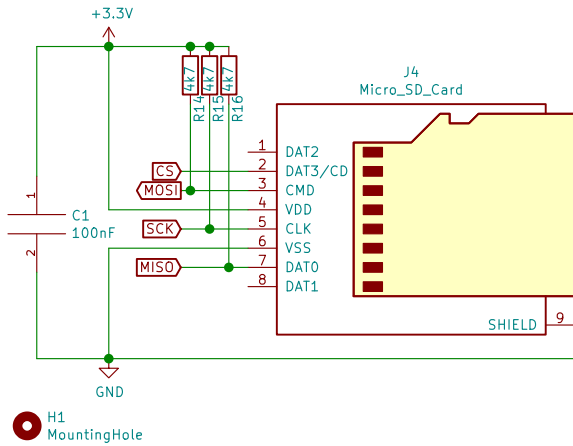 +3.3V
4k7
4k7
4k7
R14
R15
R16
J4
Micro_SD_Card
1
DAT2
CS
2
DAT3/CD
MOSI
3
CMD
4
VDD
SCK
5
CLK
6
VSS
MISO
7
DAT0
8
DAT1
1
C1
100nF
2
SHIELD
9
GND
H1
MountingHole